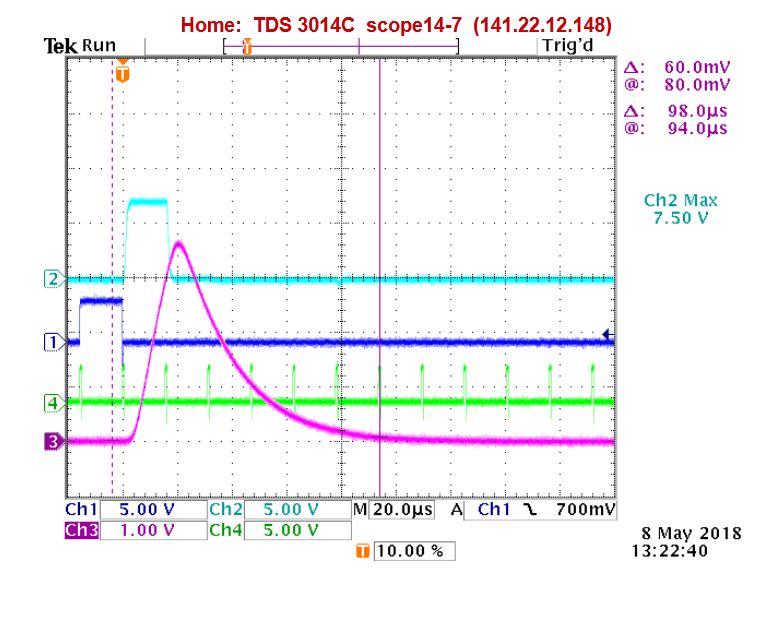 Home: TDS 3014C scope14-7 (141.22.12.148)
Tek Run Trig'd
T
T
Δ: 60.0mV
@: 80.0mV
Δ: 98.0µs
@: 94.0µs
Ch2 Max
7.50 V
2
1
4
3
Ch1 5.00 V Ch2 5.00 V M 20.0µs A Ch1 700mV
Ch3 1.00 V Ch4 5.00 V
T 10.00 %
8 May 2018
13:22:40